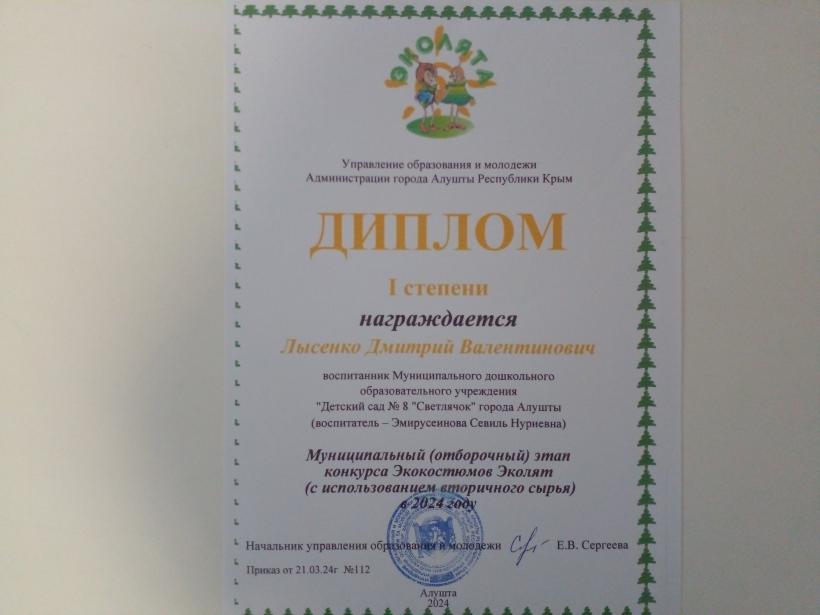 ЭКОЛЯТА
Управление образования и молодежи
Администрации города Алушты Республики Крым
ДИПЛОМ
I степени
награждается
Лысенко Дмитрий Валентинович
воспитанник Муниципального дошкольного
образовательного учреждения
"Детский сад № 8 "Светлячок" города Алушты
(воспитатель – Эмирусеинова Севиль Нуриевна)
Муниципальный (отборочный) этап
конкурса Экокостюмов Эколят
(с использованием вторичного сырья)
в 2024 году
Начальник управления образования и молодежи Е.В. Сергеева
Приказ от 21.03.24г №112
Алушта
2024